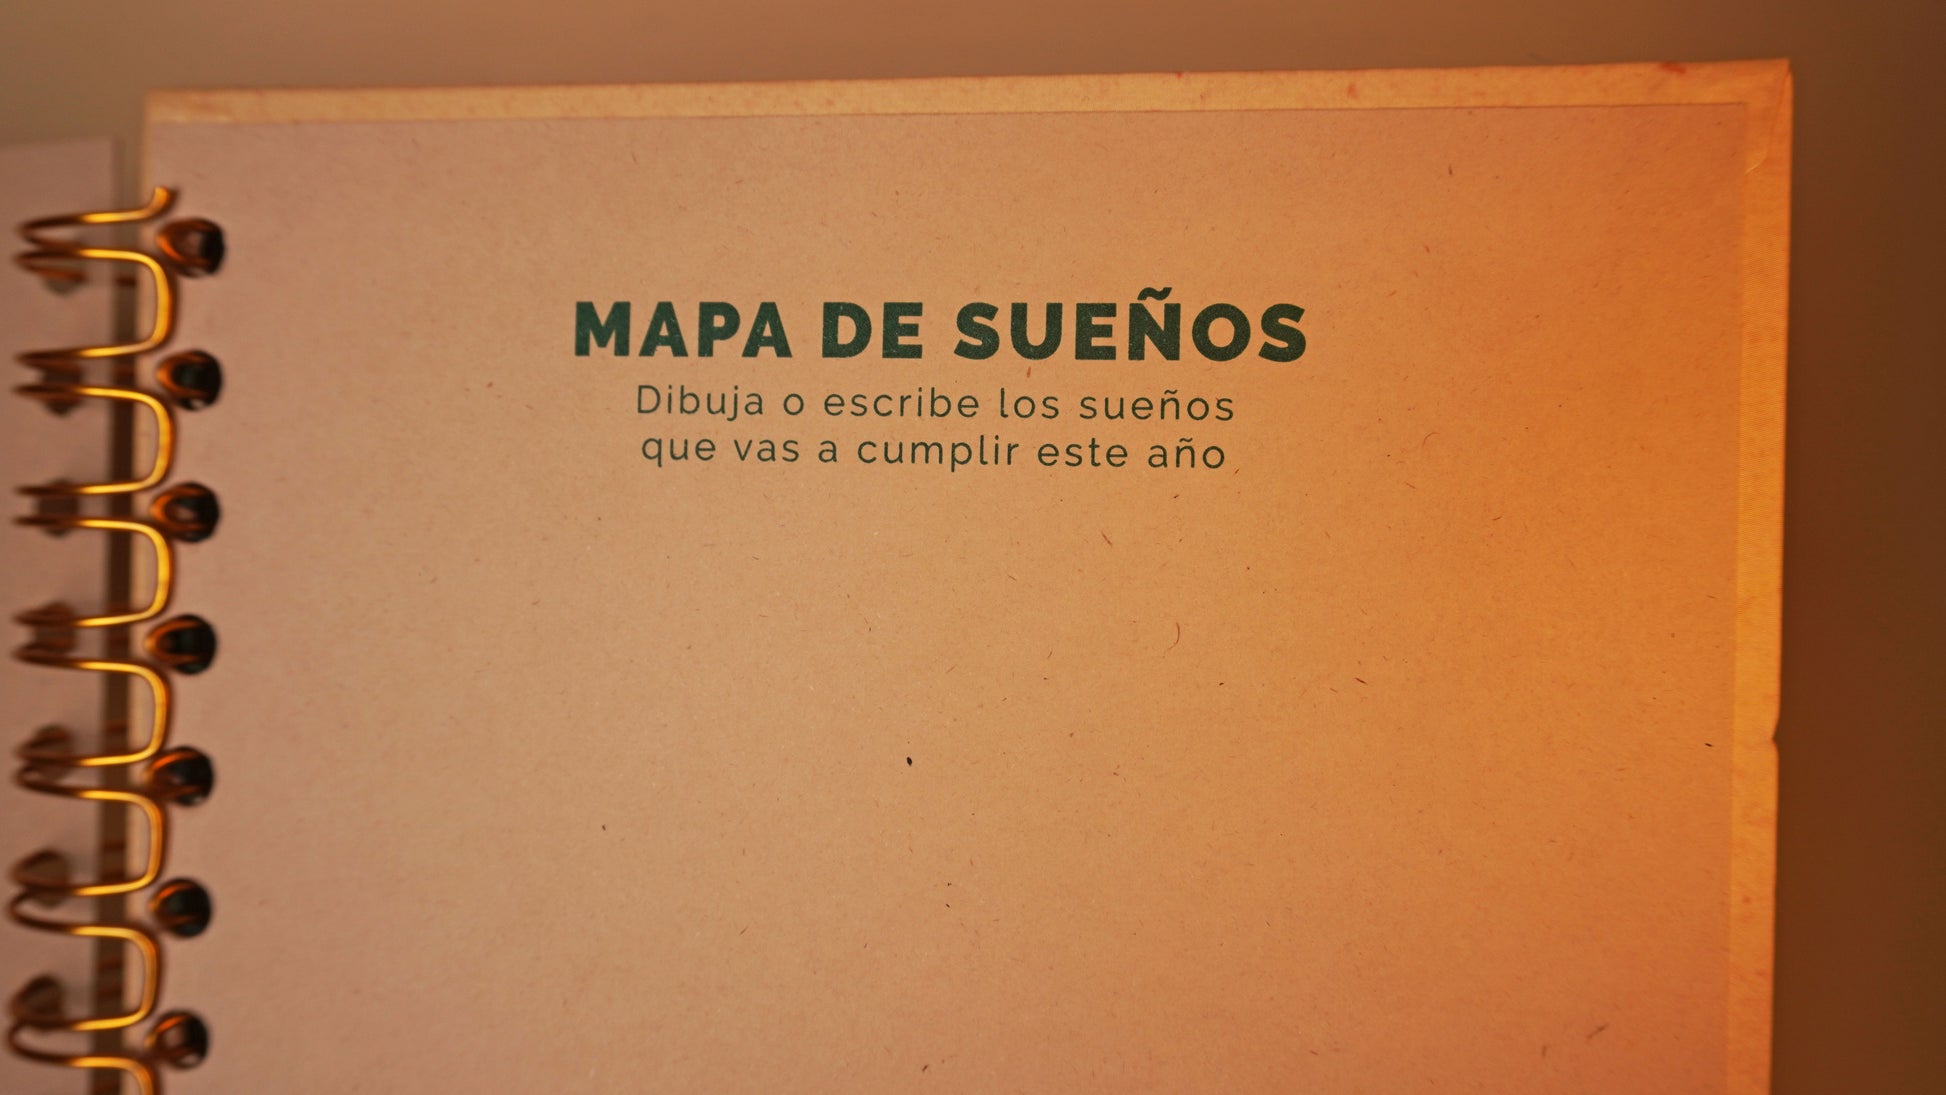 MAPA DE SUEÑOS
Dibuja o escribe los sueños
que vas a cumplir este año